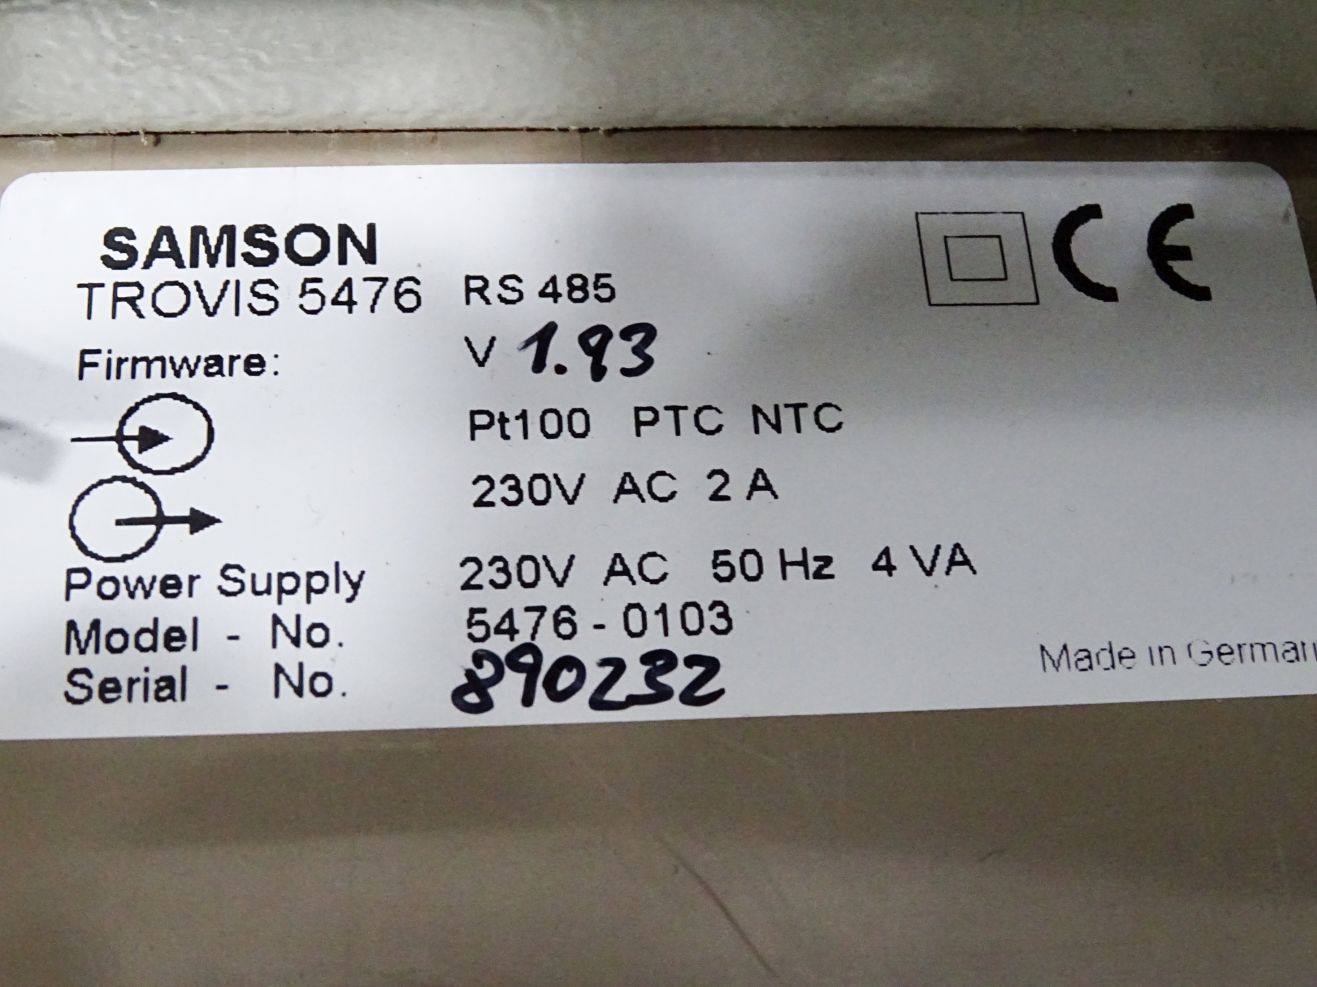 SAMSON
TROVIS 5476 RS 485
CE
Firmware: V 1.93
Pt100 PTC NTC
230V AC 2 A
Power Supply 230V AC 50 Hz 4 VA
Model - No. 5476 - 0103
Serial - No. 890232
Made in German